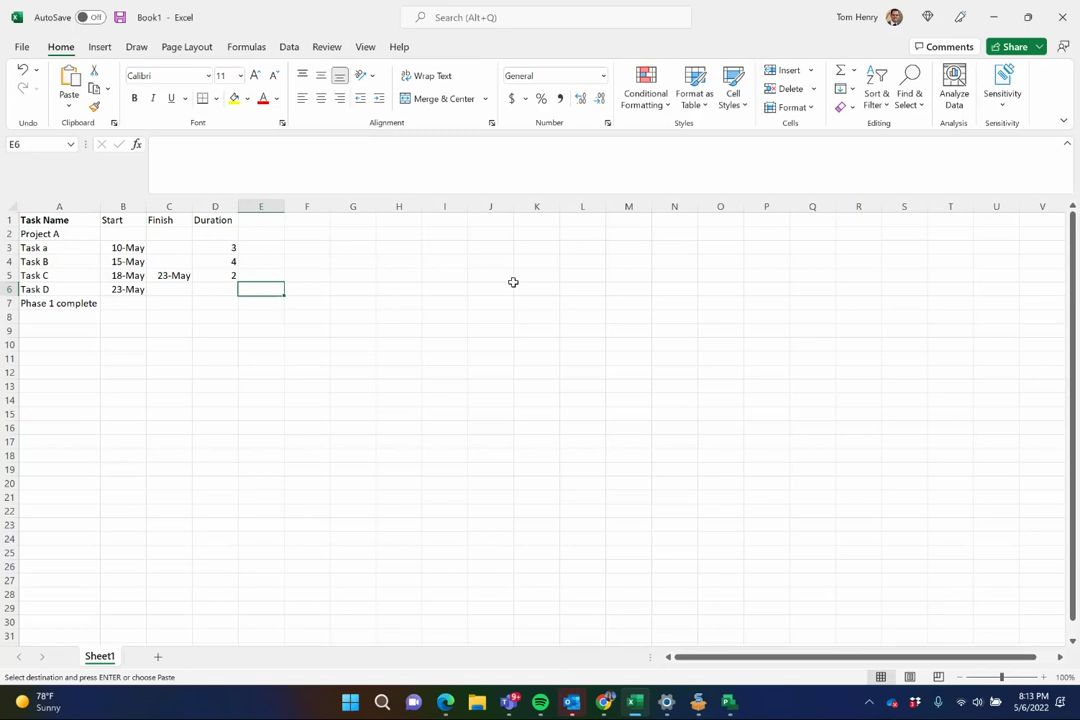 AutoSave Off Book1 - Excel Search (Alt+Q) Tom Henry
File Home Insert Draw Page Layout Formulas Data Review View Help Comments Share
Paste Calibri 11 Wrap Text General Conditional Formatting Format as Table Cell Styles Insert Sort & Filter Find & Select Analyze Data Sensitivity
B I U A Merge & Center $ % Delete
Format
Undo Clipboard Font Alignment Number Styles Cells Editing Analysis Sensitivity
E6 fx
A B C D E F G H I J K L M N O P Q R S T U V
1 Task Name Start Finish Duration
2 Project A
3 Task a 10-May 3
4 Task B 15-May 4
5 Task C 18-May 23-May 2
6 Task D 23-May
7 Phase 1 complete
8
9
10
11
12
13
14
15
16
17
18
19
20
21
22
23
24
25
26
27
28
29
30
31
Sheet1
Select destination and press ENTER or choose Paste 100%
78°F 8:13 PM
Sunny 5/6/2022